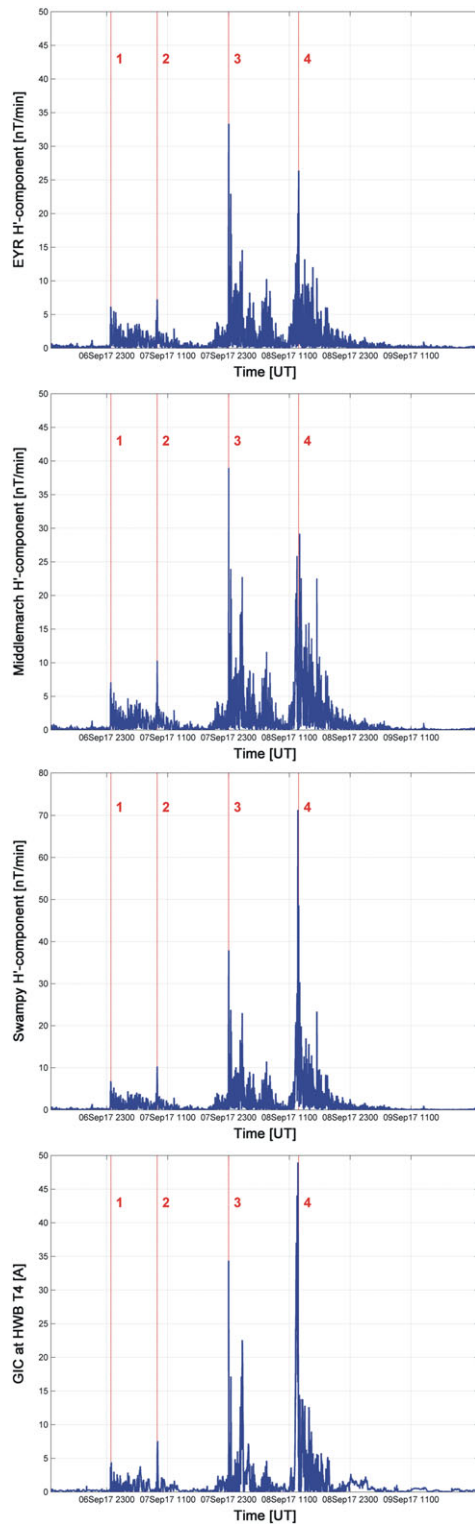 50
45
40
35
30
25
20
15
10
5
0
EYR H'-component [nT/min]
1 2 3 4
06Sep17 2300 07Sep17 1100 07Sep17 2300 08Sep17 1100 08Sep17 2300 09Sep17 1100
Time [UT]
50
45
40
35
30
25
20
15
10
5
0
Middlemarch H'-component [nT/min]
1 2 3 4
06Sep17 2300 07Sep17 1100 07Sep17 2300 08Sep17 1100 08Sep17 2300 09Sep17 1100
Time [UT]
80
70
60
50
40
30
20
10
0
Swampy H'-component [nT/min]
1 2 3 4
06Sep17 2300 07Sep17 1100 07Sep17 2300 08Sep17 1100 08Sep17 2300 09Sep17 1100
Time [UT]
50
45
40
35
30
25
20
15
10
5
0
GIC at HWB T4 [A]
1 2 3 4
06Sep17 2300 07Sep17 1100 07Sep17 2300 08Sep17 1100 08Sep17 2300 09Sep17 1100
Time [UT]